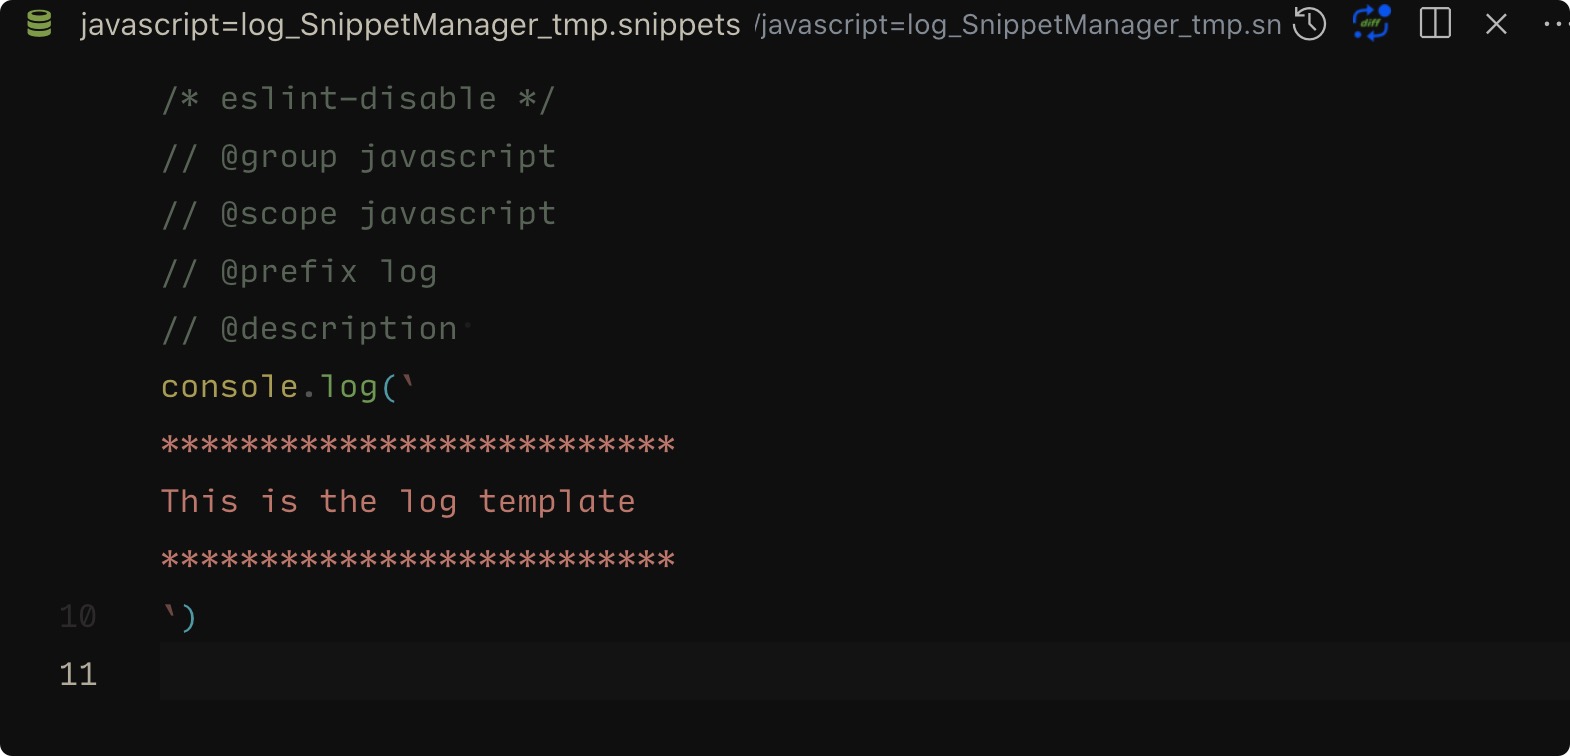 javascript=log_SnippetManager_tmp.snippets /javascript=log_SnippetManager_tmp.sn diff
/* eslint-disable */
// @group javascript
// @scope javascript
// @prefix log
// @description
console.log(`
**************************
This is the log template
**************************
10 `)
11